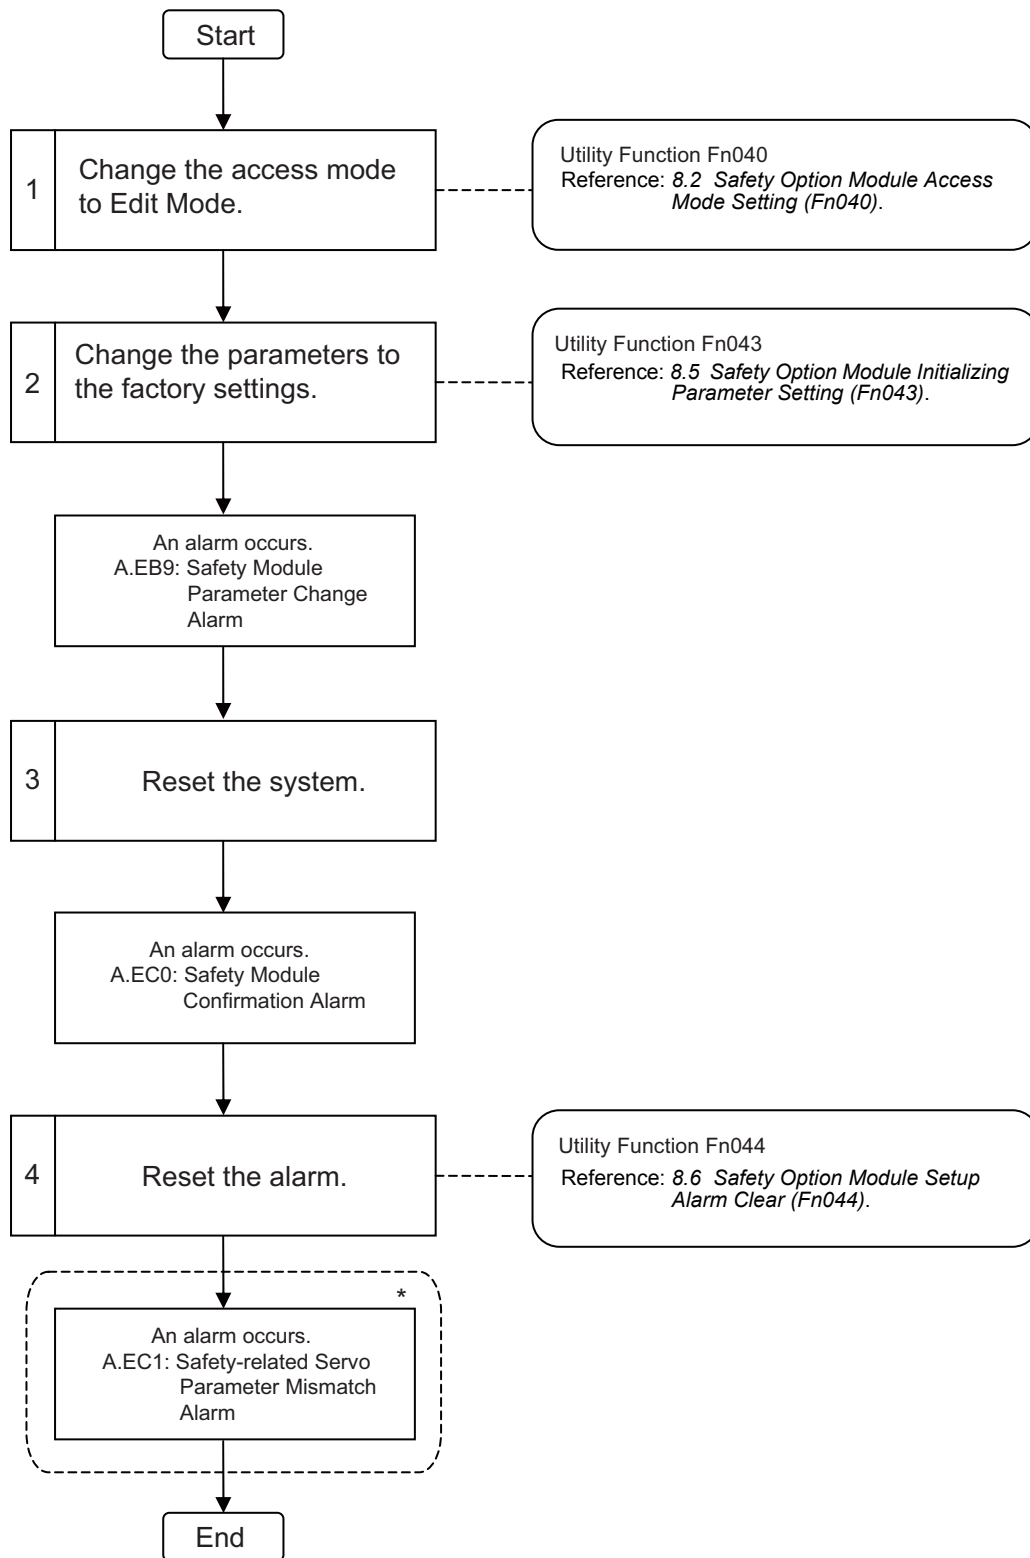 Start
1
Change the access mode
to Edit Mode.
Utility Function Fn040
Reference: 8.2 Safety Option Module Access
Mode Setting (Fn040).
2
Change the parameters to
the factory settings.
Utility Function Fn043
Reference: 8.5 Safety Option Module Initializing
Parameter Setting (Fn043).
An alarm occurs.
A.EB9: Safety Module
Parameter Change
Alarm
3
Reset the system.
An alarm occurs.
A.EC0: Safety Module
Confirmation Alarm
4
Reset the alarm.
Utility Function Fn044
Reference: 8.6 Safety Option Module Setup
Alarm Clear (Fn044).
*
An alarm occurs.
A.EC1: Safety-related Servo
Parameter Mismatch
Alarm
End